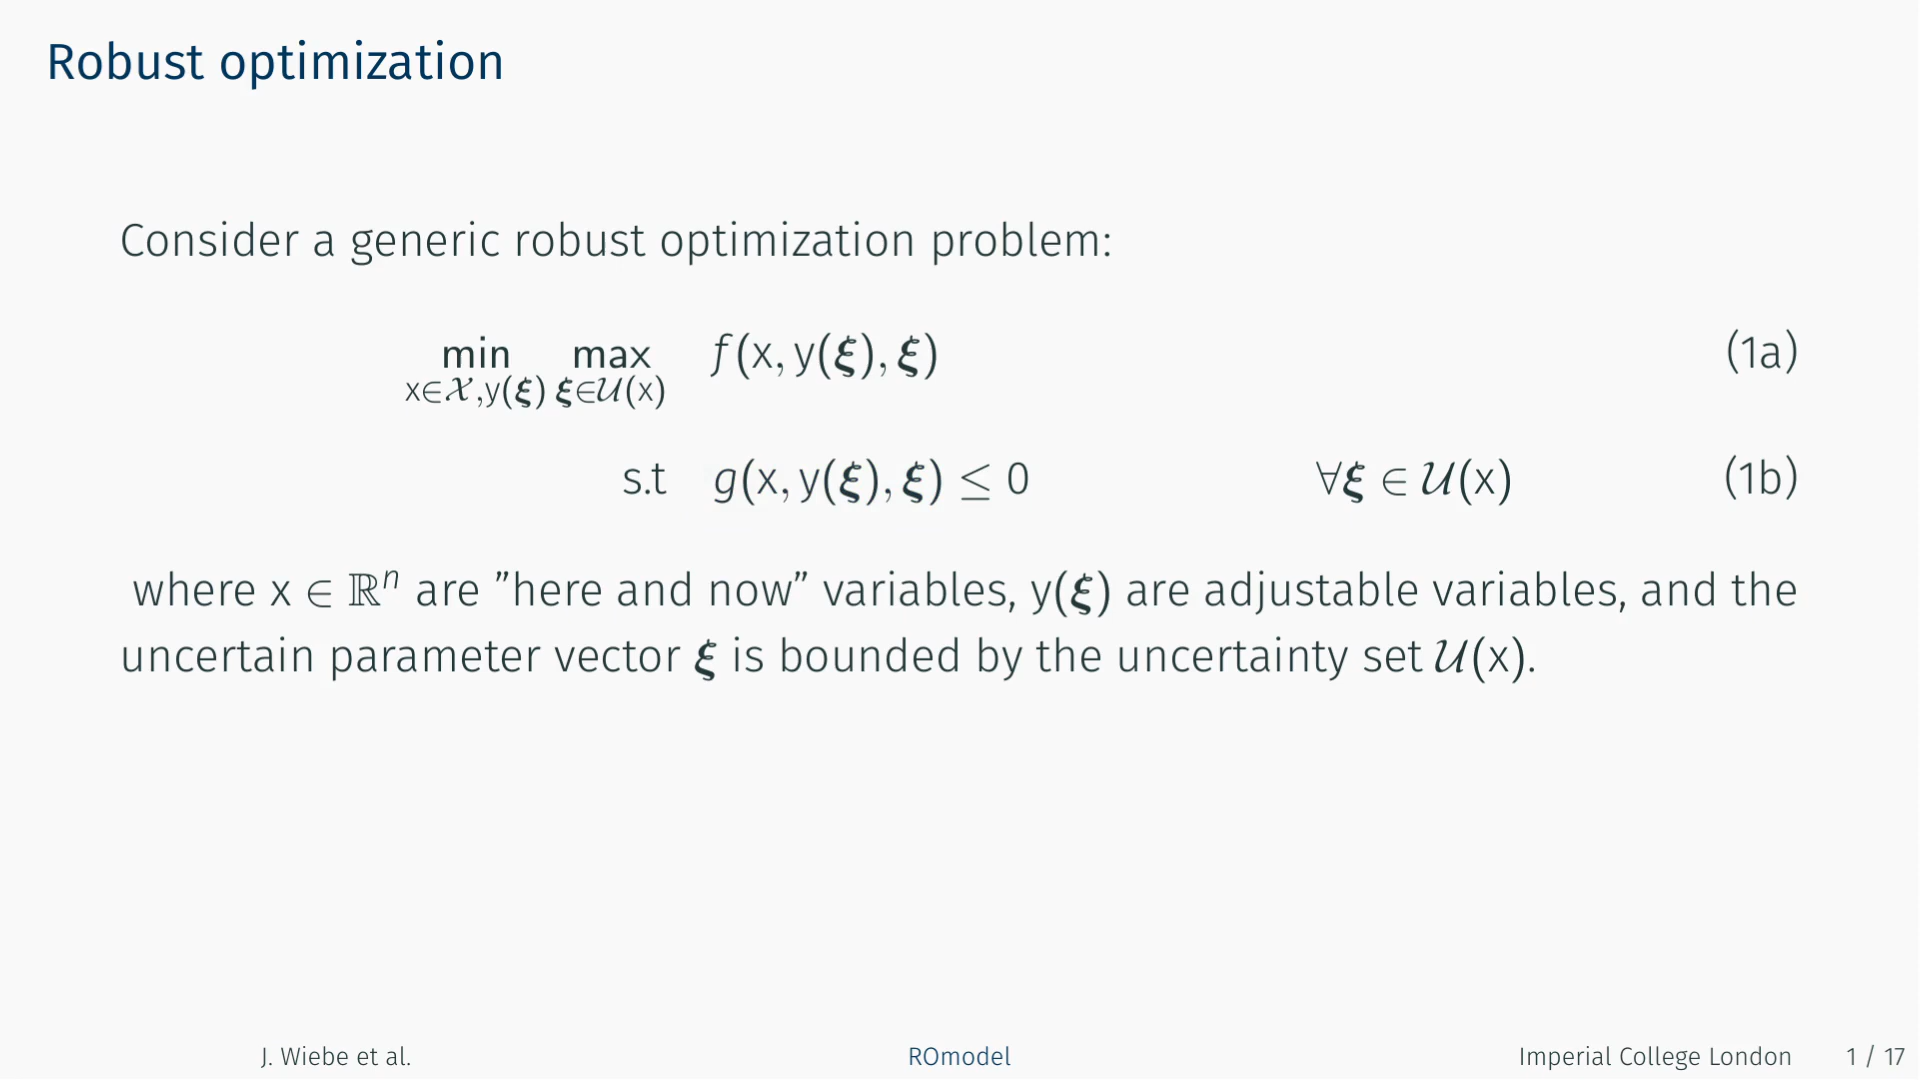 Robust optimization
Consider a generic robust optimization problem:
min max f(x, y(ξ), ξ) (1a)
x∈𝒳,y(ξ) ξ∈𝒰(x)
s.t g(x, y(ξ), ξ) ≤ 0 ∀ξ ∈ 𝒰(x) (1b)
where x ∈ ℝⁿ are ”here and now” variables, y(ξ) are adjustable variables, and the
uncertain parameter vector ξ is bounded by the uncertainty set 𝒰(x).
J. Wiebe et al. ROmodel Imperial College London 1 / 17